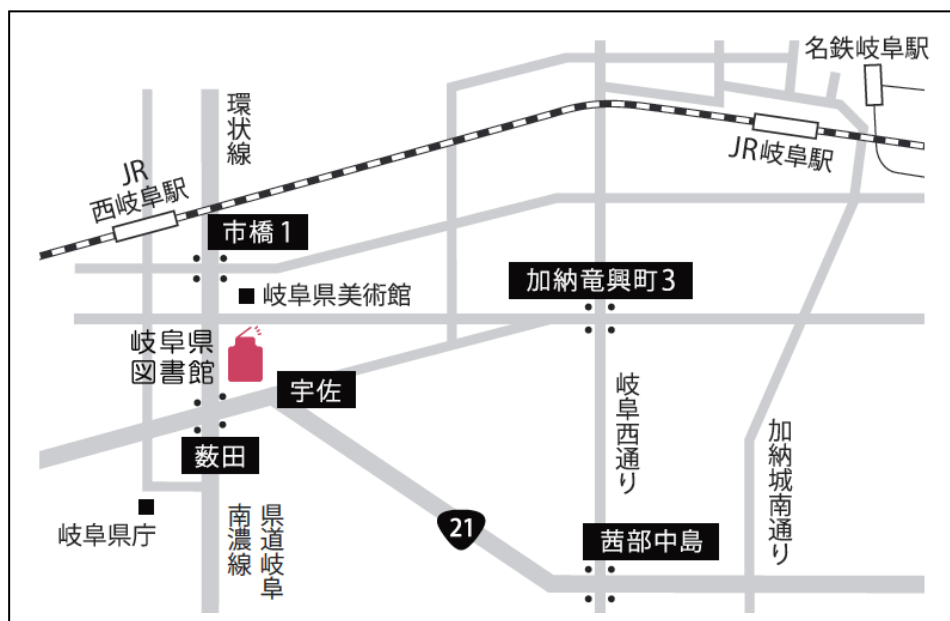 名鉄岐阜駅
環状線
JR岐阜駅
JR
西岐阜駅
市橋1
加納竜興町3
岐阜県美術館
岐阜県
図書館
宇佐
岐阜西通り
加納城南通り
薮田
岐阜県庁
県道岐阜
南濃線
21
茜部中島